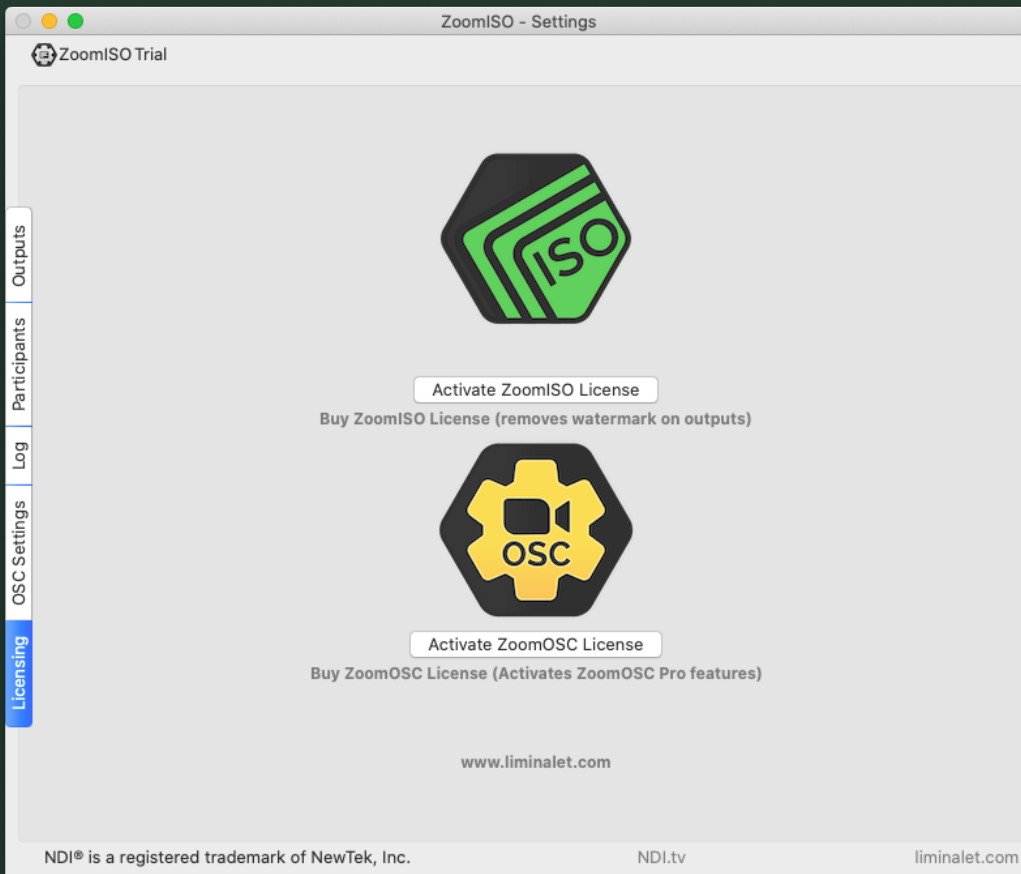 ZoomISO - Settings
ZoomISO Trial
Outputs
Participants
Log
OSC Settings
Licensing
ISO
Activate ZoomISO License
Buy ZoomISO License (removes watermark on outputs)
OSC
Activate ZoomOSC License
Buy ZoomOSC License (Activates ZoomOSC Pro features)
www.liminalet.com
NDI® is a registered trademark of NewTek, Inc.
NDI.tv
liminalet.com